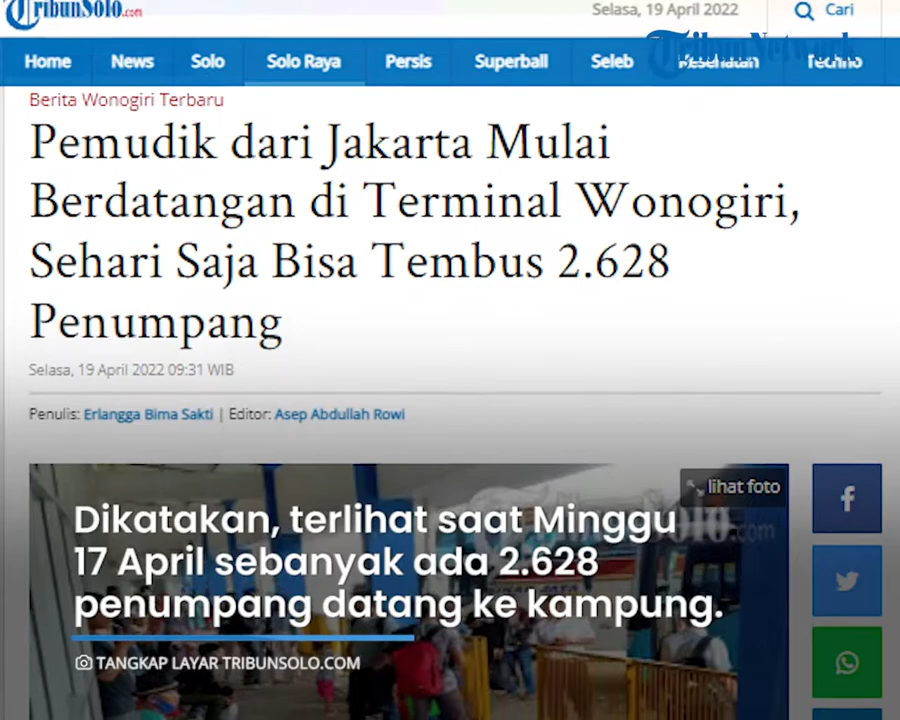 TribunSolo.com
Selasa, 19 April 2022
Cari
Tribun Network
Home News Solo Solo Raya Persis Superball Seleb Kesehatan Techno
Berita Wonogiri Terbaru
Pemudik dari Jakarta Mulai
Berdatangan di Terminal Wonogiri,
Sehari Saja Bisa Tembus 2.628
Penumpang
Selasa, 19 April 2022 09:31 WIB
Penulis: Erlangga Bima Sakti | Editor: Asep Abdullah Rowi
lihat foto
Dikatakan, terlihat saat Minggu
17 April sebanyak ada 2.628
penumpang datang ke kampung.
TANGKAP LAYAR TRIBUNSOLO.COM